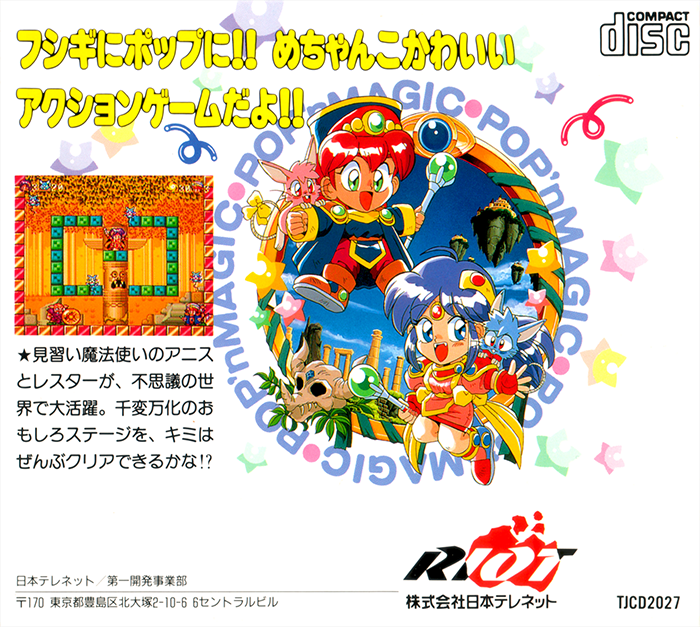 フシギにポップに!! めちゃんこかわいい
アクションゲームだよ!!
COMPACT
disc
POP'nMAGIC•POP'nMAGIC•POP'nMAGIC•POP'nMAGIC•
★見習い魔法使いのアニス
とレスターが、不思議の世
界で大活躍。千変万化のお
もしろステージを、キミは
ぜんぶクリアできるかな!?
RIOT
株式会社日本テレネット
日本テレネット/第一開発事業部
〒170 東京都豊島区北大塚2-10-6 6セントラルビル
TJCD2027